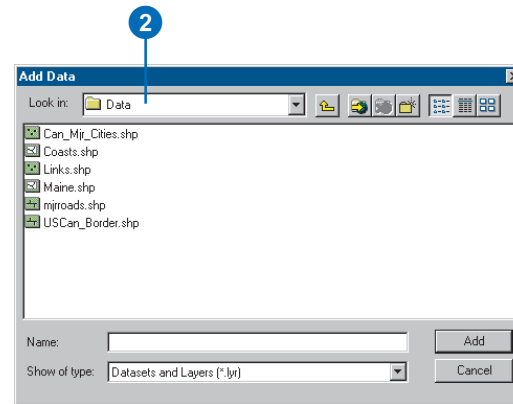 2
Add Data
Look in: Data
Can_Mjr_Cities.shp
Coasts.shp
Links.shp
Maine.shp
mjrroads.shp
USCan_Border.shp
Name: Add
Show of type: Datasets and Layers (*.lyr) Cancel